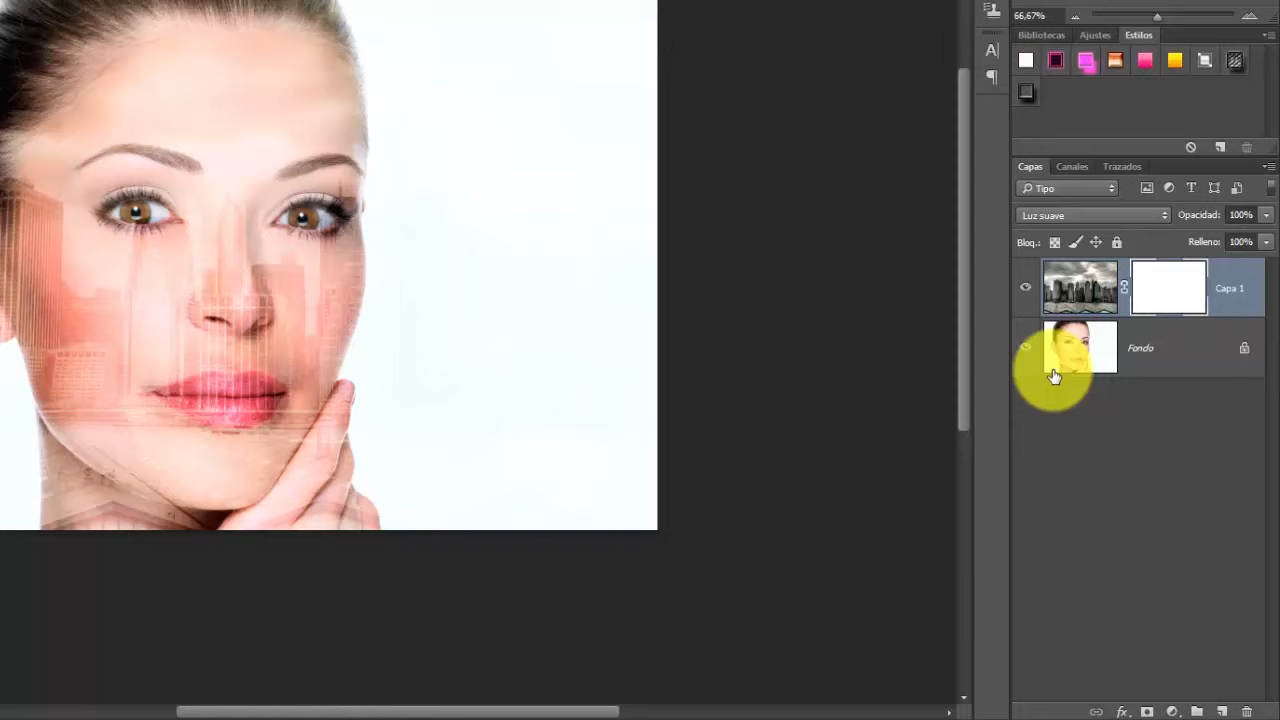 66,67%
Bibliotecas Ajustes Estilos
A
Capas Canales Trazados
Tipo T
Luz suave Opacidad: 100%
Bloq.: Relleno: 100%
Capa 1
Fondo
fx